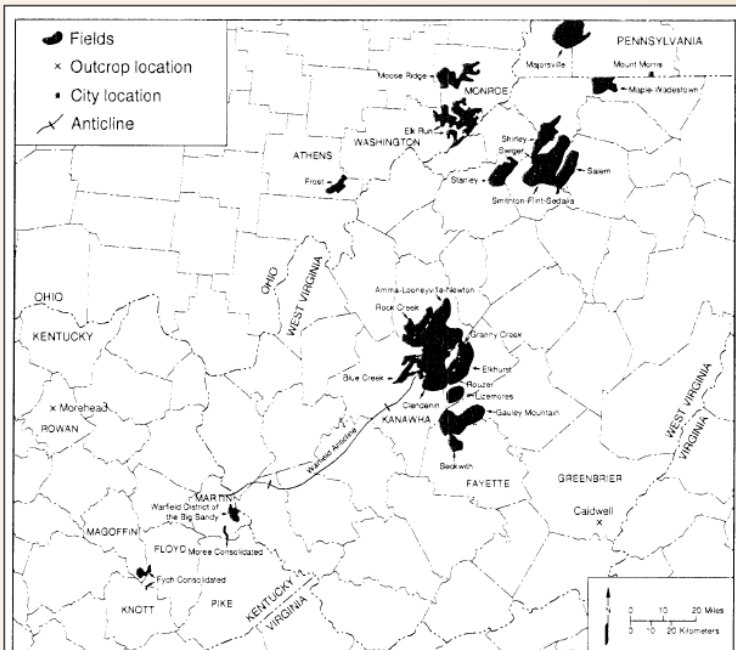 Fields
× Outcrop location
City location
Anticline
PENNSYLVANIA
Majorsville
Mount Morris
Moose Ridge
MONROE
Maple-Wadestown
Elk Run
WASHINGTON
Shirley
ATHENS
Salem
Frost
Stanley
Smithton-Flint-Sedalia
OHIO
WEST VIRGINIA
Amma-Looneyville-Newton
OHIO
Rock Creek
KENTUCKY
Granny Creek
Blue Creek
Elkhurst
Rouzer
Lizemores
× Morehead
Clendenin
KANAWHA
Gauley Mountain
ROWAN
Warfield Anticline
WEST VIRGINIA
VIRGINIA
Beckwith
FAYETTE
GREENBRIER
MARTIN
Warfield District of
the Big Sandy
Caldwell
×
MAGOFFIN
FLOYD
Moree Consolidated
KNOTT
PIKE
KENTUCKY
VIRGINIA
0 10 20 Miles
0 10 20 Kilometers